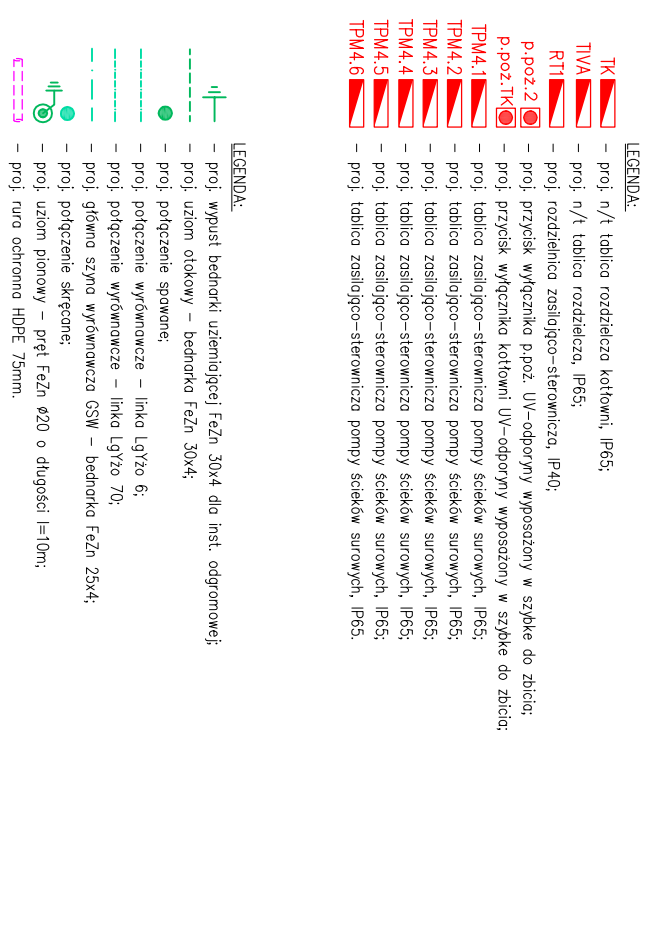 LEGENDA:
TK - proj. n/t tablica rozdzielcza kotłowni, IP65;
TIVA - proj. n/t tablica rozdzielcza, IP65;
RT1 - proj. rozdzielnica zasilająco-sterownicza, IP40;
p.poż.2 - proj. przycisk wyłącznika p.poż. UV-odporyny wyposażony w szybke do zbicia;
p.poż.TK - proj. przycisk wyłącznika kotłowni UV-odporyny wyposażony w szybke do zbicia;
TPM4.1 - proj. tablica zasilająco-sterownicza pompy ścieków surowych, IP65;
TPM4.2 - proj. tablica zasilająco-sterownicza pompy ścieków surowych, IP65;
TPM4.3 - proj. tablica zasilająco-sterownicza pompy ścieków surowych, IP65;
TPM4.4 - proj. tablica zasilająco-sterownicza pompy ścieków surowych, IP65;
TPM4.5 - proj. tablica zasilająco-sterownicza pompy ścieków surowych, IP65;
TPM4.6 - proj. tablica zasilająco-sterownicza pompy ścieków surowych, IP65.
LEGENDA:
- proj. wypust bednarki uziemiającej FeZn 30x4 dla inst. odgromowej;
- proj. uziom otokowy - bednarka FeZn 30x4;
- proj. połączenie spawane;
- proj. połączenie wyrównawcze - linka LgYżo 6;
- proj. połączenie wyrównawcze - linka LgYżo 70;
- proj. główna szyna wyrównawcza GSW - bednarka FeZn 25x4;
- proj. połączenie skręcane;
- proj. uziom pionowy - pręt FeZn ø20 o długości l=10m;
- proj. rura ochronna HDPE 75mm.